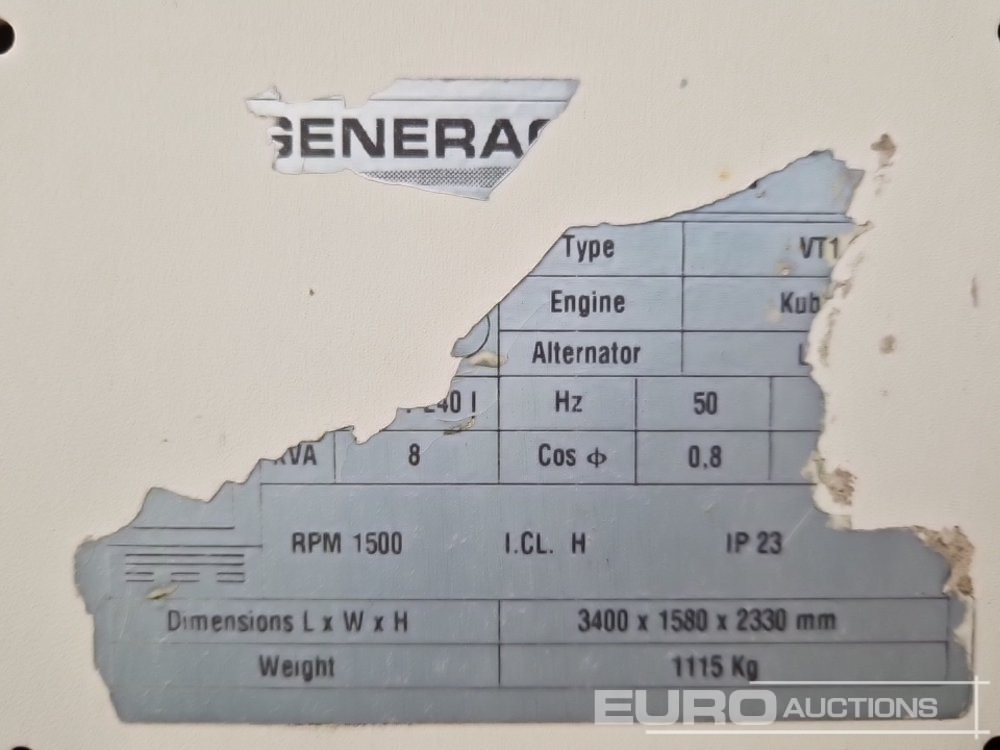 GENERAC
Type VT1
Engine Kub
Alternator L
240 Hz 50
KVA 8 Cos ϕ 0,8
RPM 1500 I.CL. H IP 23
Dimensions L x W x H 3400 x 1580 x 2330 mm
Weight 1115 Kg
EURO AUCTIONS